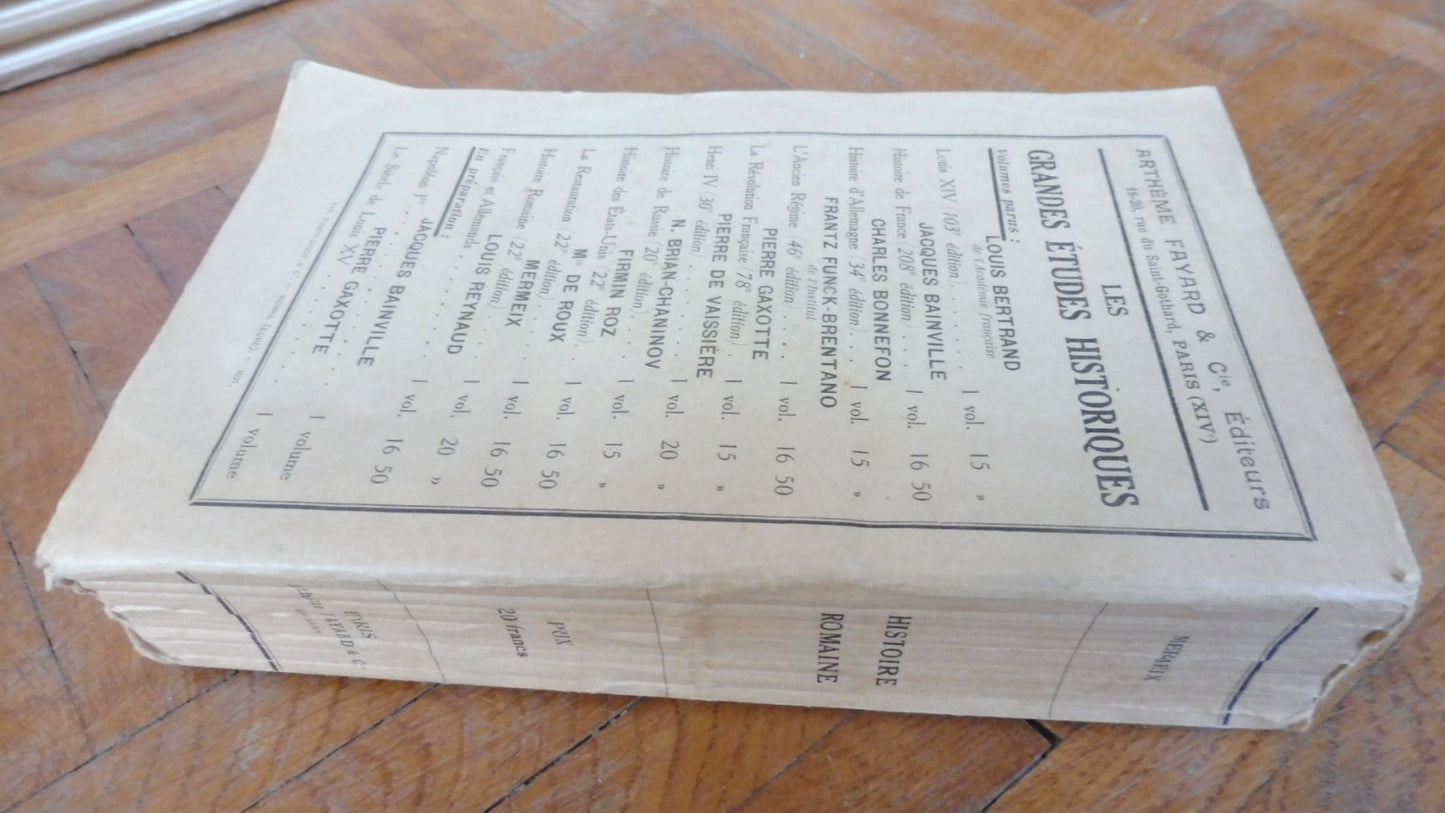 ARTHÈME FAYARD & Cie, Éditeurs
18-20, rue du Saint-Gothard, PARIS (XIVe)
LES
GRANDES ÉTUDES HISTORIQUES
Volumes parus :
LOUIS BERTRAND
de l'Académie française
Louis XIV (103e édition) . . . . . 1 vol. 15 »
JACQUES BAINVILLE
Histoire de France (208e édition) . . . 1 vol. 16 50
CHARLES BONNEFON
Histoire d'Allemagne (34e édition) . . . 1 vol. 15 »
FRANTZ FUNCK-BRENTANO
de l'Institut
L'Ancien Régime (46e édition) . . . 1 vol. 16 50
PIERRE GAXOTTE
La Révolution Française (78e édition) . 1 vol. 15 »
PIERRE DE VAISSIÈRE
Henri IV (30e édition) . . . . . 1 vol. 20 »
N. BRIAN-CHANINOV
Histoire de Russie (20e édition) . . . 1 vol. 15 »
FIRMIN ROZ
Histoire des États-Unis (22e édition) . 1 vol. 16 50
Mis DE ROUX
La Restauration (22e édition) . . . 1 vol. 16 50
MERMEIX
Histoire Romaine (22e édition) . . . 1 vol. 20 »
LOUIS REYNAUD
Français et Allemands . . . . . 1 vol. 16 50
En préparation :
JACQUES BAINVILLE
Napoléon Ier . . . . . . 1 volume
PIERRE GAXOTTE
Le Siècle de Louis XV . . . . . 1 volume
MERMEIX
HISTOIRE
ROMAINE
PRIX
20 francs
PARIS
FAYARD & Cie